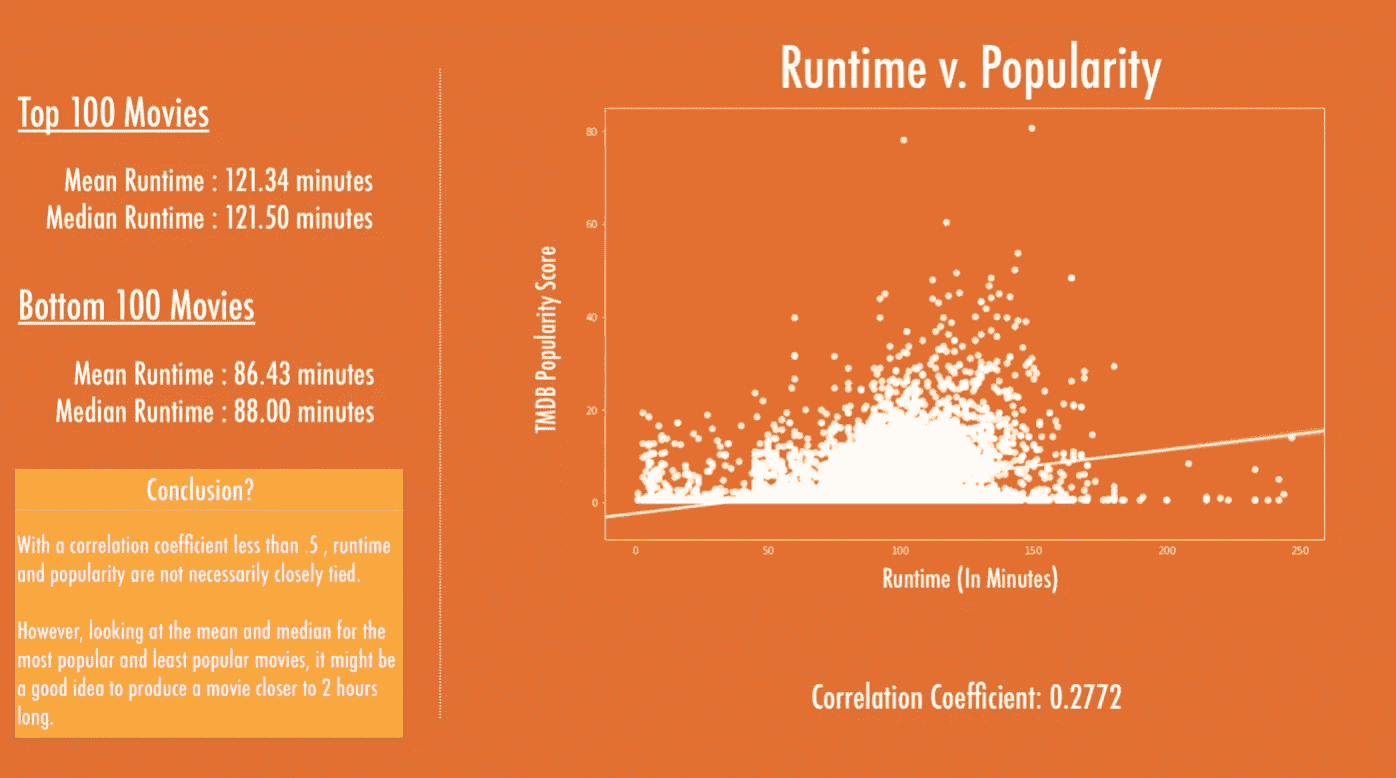 Top 100 Movies
Mean Runtime : 121.34 minutes
Median Runtime : 121.50 minutes
Bottom 100 Movies
Mean Runtime : 86.43 minutes
Median Runtime : 88.00 minutes
Conclusion?
With a correlation coefficient less than .5 , runtime
and popularity are not necessarily closely tied.
However, looking at the mean and median for the
most popular and least popular movies, it might be
a good idea to produce a movie closer to 2 hours
long.
Runtime v. Popularity
TMDB Popularity Score
80
60
40
20
0
0 50 100 150 200 250
Runtime (In Minutes)
Correlation Coefficient: 0.2772